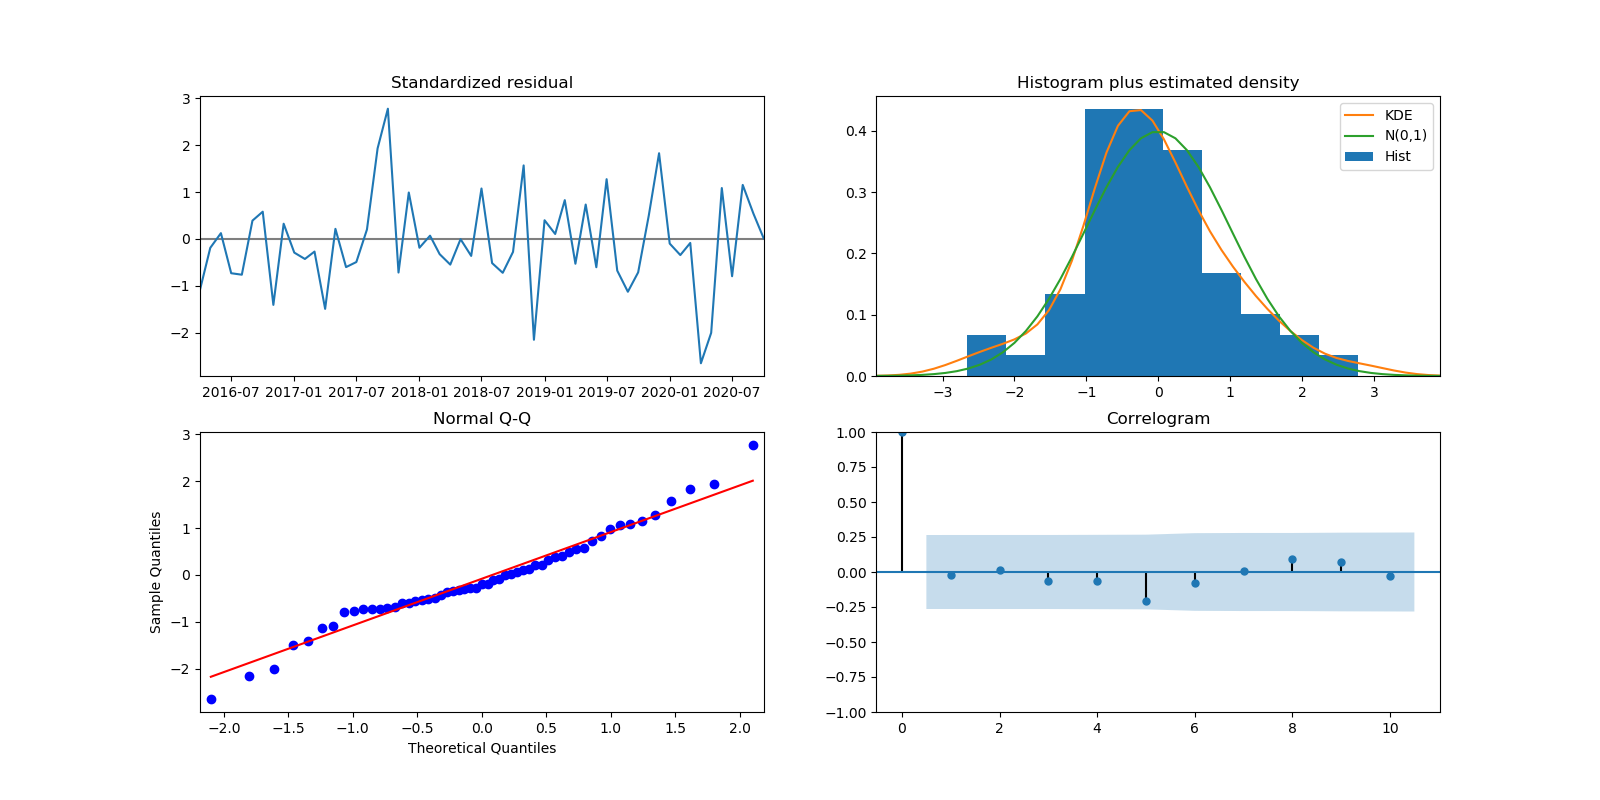 Standardized residual
3
2
1
0
−1
−2
2016-07 2017-01 2017-07 2018-01 2018-07 2019-01 2019-07 2020-01 2020-07
Histogram plus estimated density
KDE
N(0,1)
Hist
0.4
0.3
0.2
0.1
0.0
−3 −2 −1 0 1 2 3
Normal Q-Q
Sample Quantiles
3
2
1
0
−1
−2
−2.0 −1.5 −1.0 −0.5 0.0 0.5 1.0 1.5 2.0
Theoretical Quantiles
Correlogram
1.00
0.75
0.50
0.25
0.00
−0.25
−0.50
−0.75
−1.00
0 2 4 6 8 10